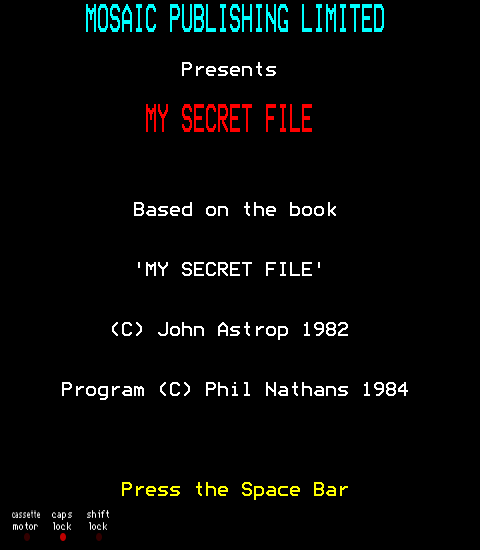 MOSAIC PUBLISHING LIMITED
Presents
MY SECRET FILE
Based on the book
'MY SECRET FILE'
(C) John Astrop 1982
Program (C) Phil Nathans 1984
Press the Space Bar
cassette caps shift
motor lock lock